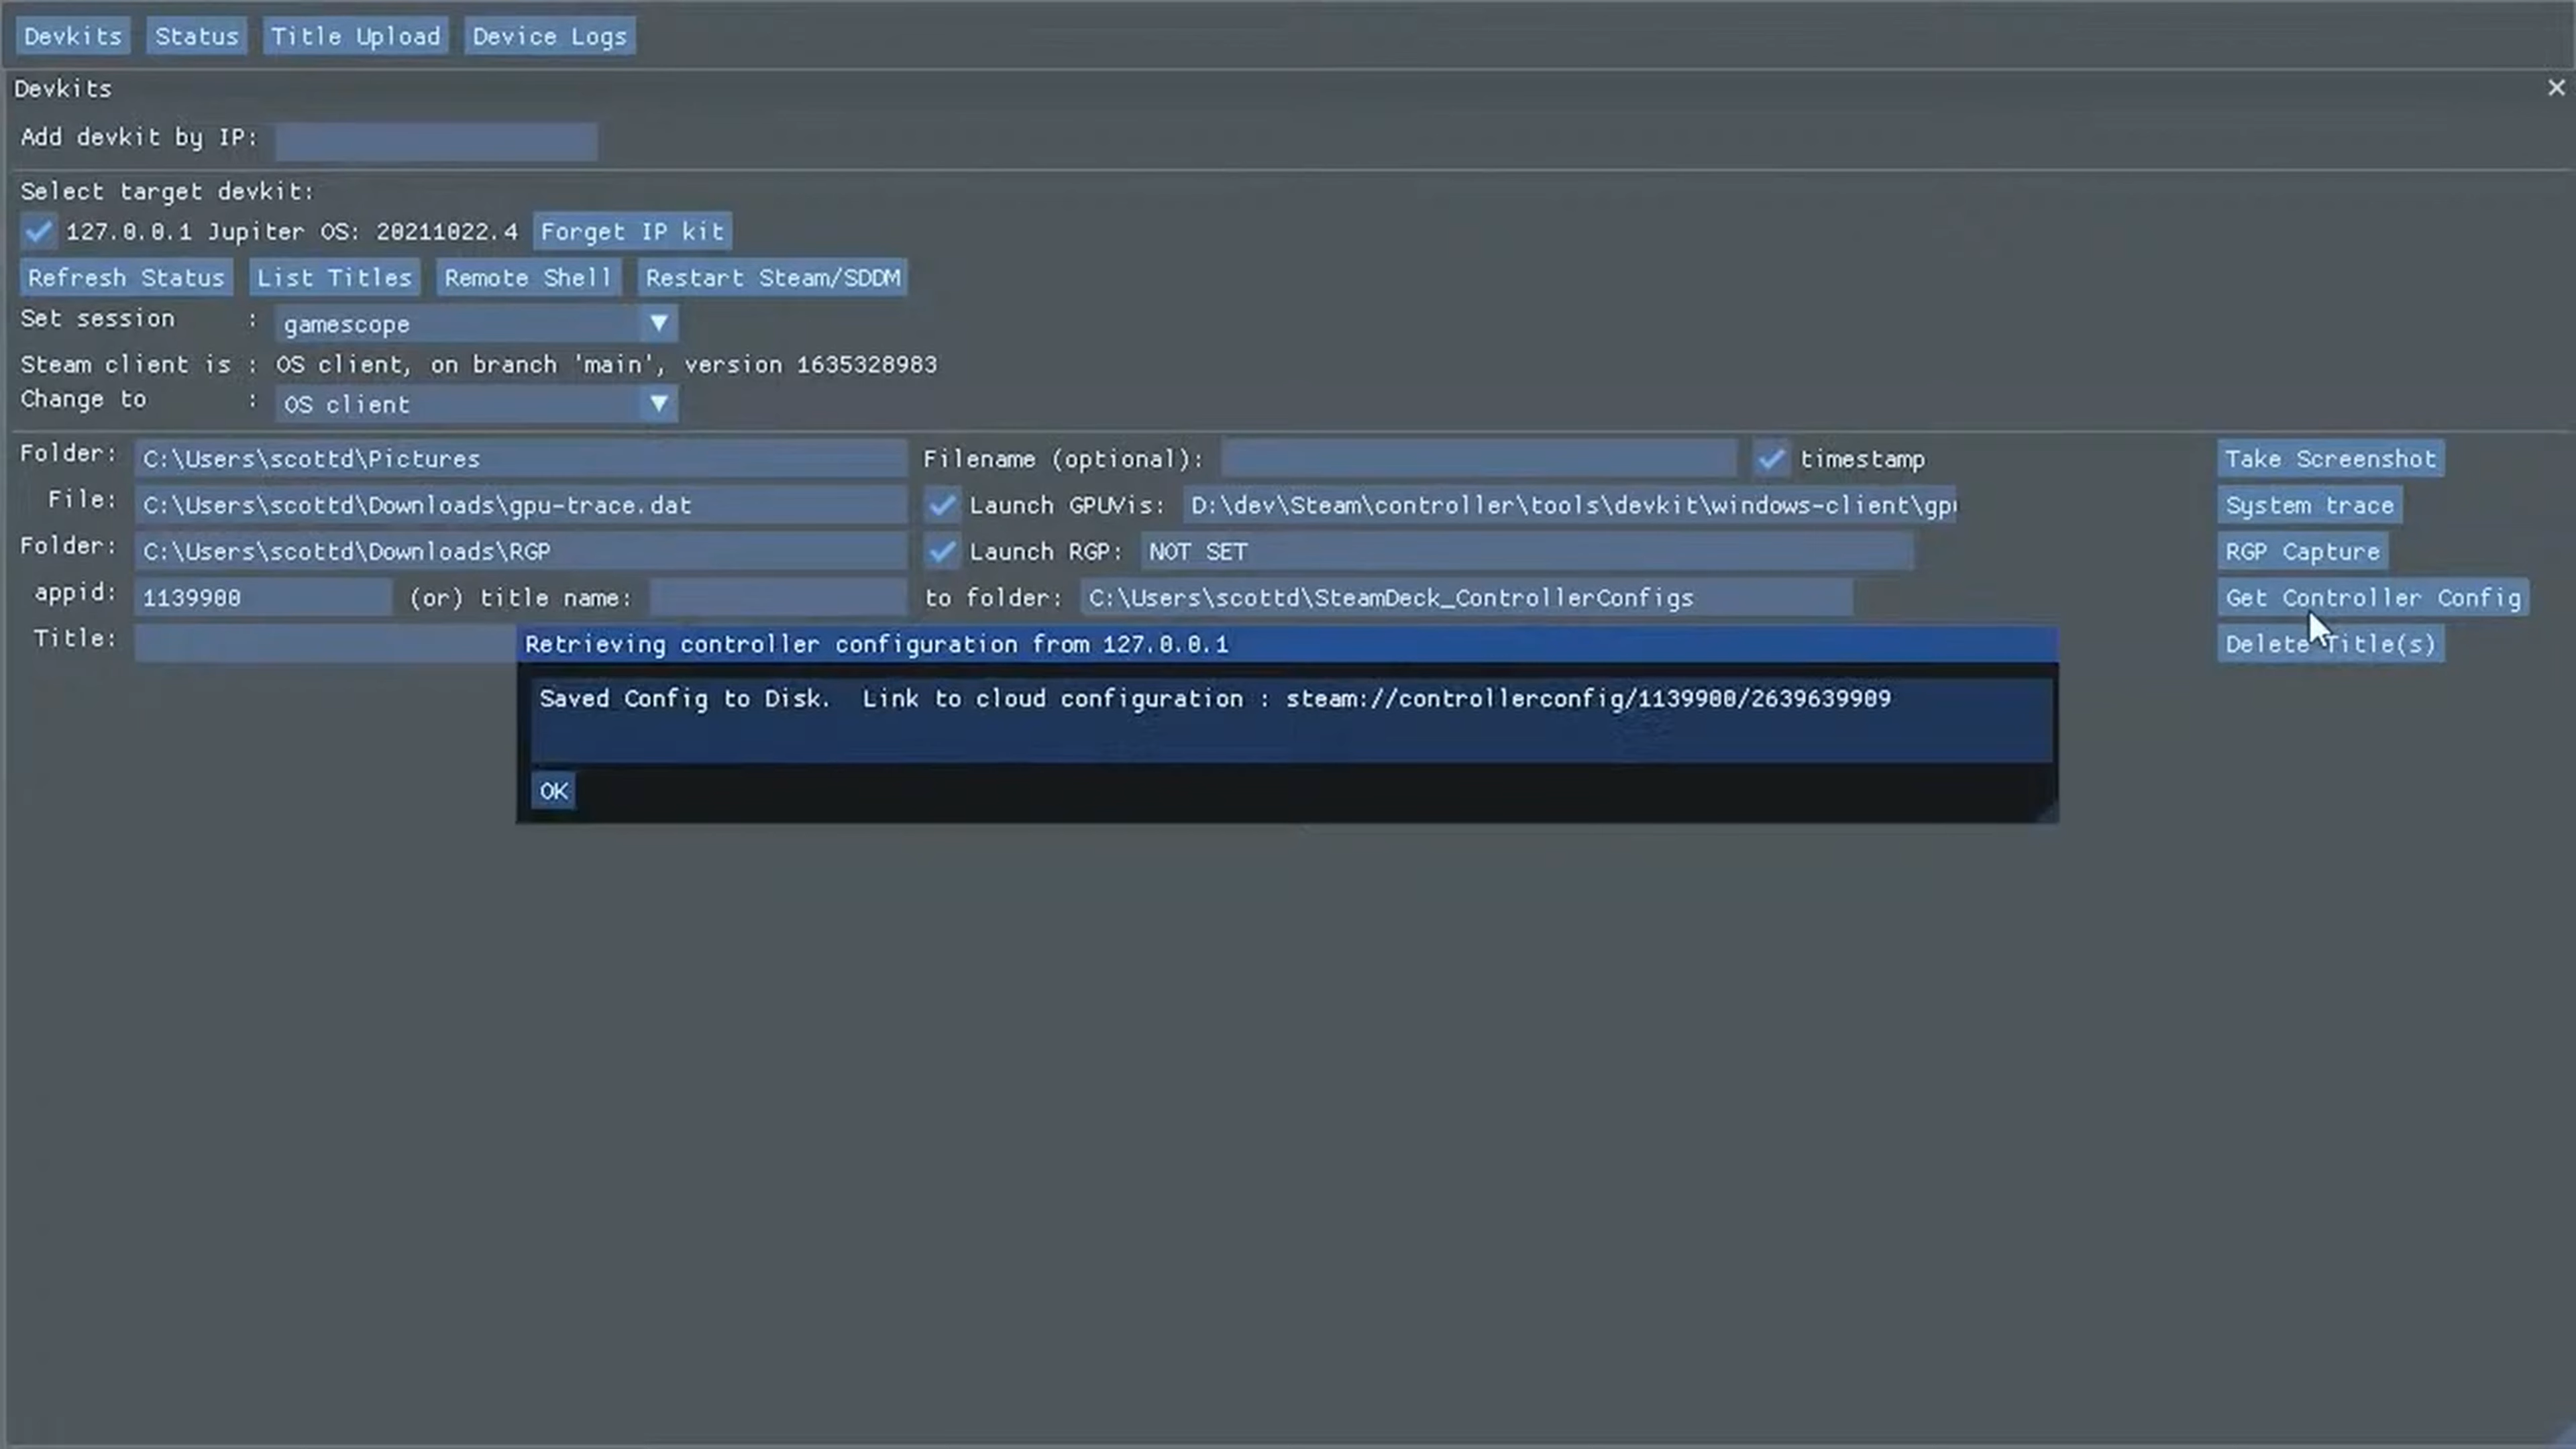 Devkits Status Title Upload Device Logs
Devkits
Add devkit by IP:
Select target devkit:
127.0.0.1 Jupiter OS: 20211022.4 Forget IP kit
Refresh Status List Titles Remote Shell Restart Steam/SDDM
Set session : gamescope
Steam client is : OS client, on branch 'main', version 1635328983
Change to : OS client
Folder: C:\Users\scottd\Pictures Filename (optional): timestamp Take Screenshot
File: C:\Users\scottd\Downloads\gpu-trace.dat Launch GPUVis: D:\dev\Steam\controller\tools\devkit\windows-client\gp System trace
Folder: C:\Users\scottd\Downloads\RGP Launch RGP: NOT SET RGP Capture
appid: 1139900 (or) title name: to folder: C:\Users\scottd\SteamDeck_ControllerConfigs Get Controller Config
Title: Delete Title(s)
Retrieving controller configuration from 127.0.0.1
Saved Config to Disk. Link to cloud configuration : steam://controllerconfig/1139900/2639639909
OK